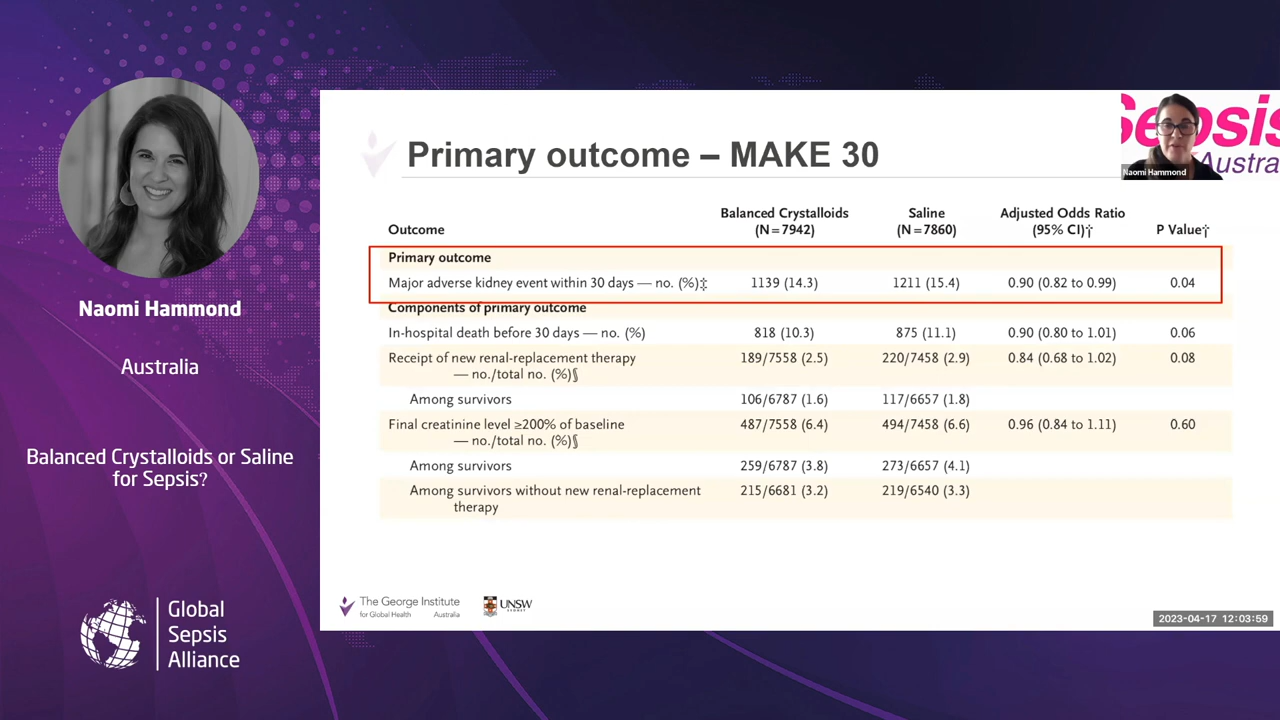 Naomi Hammond
Australia
Balanced Crystalloids or Saline
for Sepsis?
Global
Sepsis
Alliance
Primary outcome – MAKE 30
Sepsis
Austra
Naomi Hammond
Outcome Balanced Crystalloids (N=7942) Saline (N=7860) Adjusted Odds Ratio (95% CI)† P Value†
Primary outcome
Major adverse kidney event within 30 days — no. (%)‡ 1139 (14.3) 1211 (15.4) 0.90 (0.82 to 0.99) 0.04
Components of primary outcome
In-hospital death before 30 days — no. (%) 818 (10.3) 875 (11.1) 0.90 (0.80 to 1.01) 0.06
Receipt of new renal-replacement therapy 189/7558 (2.5) 220/7458 (2.9) 0.84 (0.68 to 1.02) 0.08
— no./total no. (%)§
Among survivors 106/6787 (1.6) 117/6657 (1.8)
Final creatinine level ≥200% of baseline 487/7558 (6.4) 494/7458 (6.6) 0.96 (0.84 to 1.11) 0.60
— no./total no. (%)§
Among survivors 259/6787 (3.8) 273/6657 (4.1)
Among survivors without new renal-replacement 215/6681 (3.2) 219/6540 (3.3)
therapy
The George Institute
for Global Health Australia
UNSW
SYDNEY
2023-04-17 12:03:59